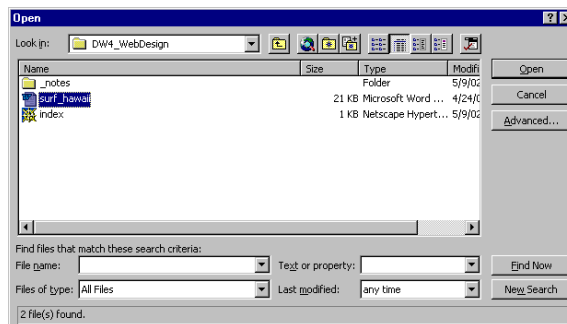 Open
Look in: DW4_WebDesign
Name Size Type Modifi
_notes Folder 5/9/02
surf_hawaii 21 KB Microsoft Word ... 4/24/0
index 1 KB Netscape Hypert... 5/9/02
Open
Cancel
Advanced...
Find files that match these search criteria:
File name: Text or property: Find Now
Files of type: All Files Last modified: any time New Search
2 file(s) found.